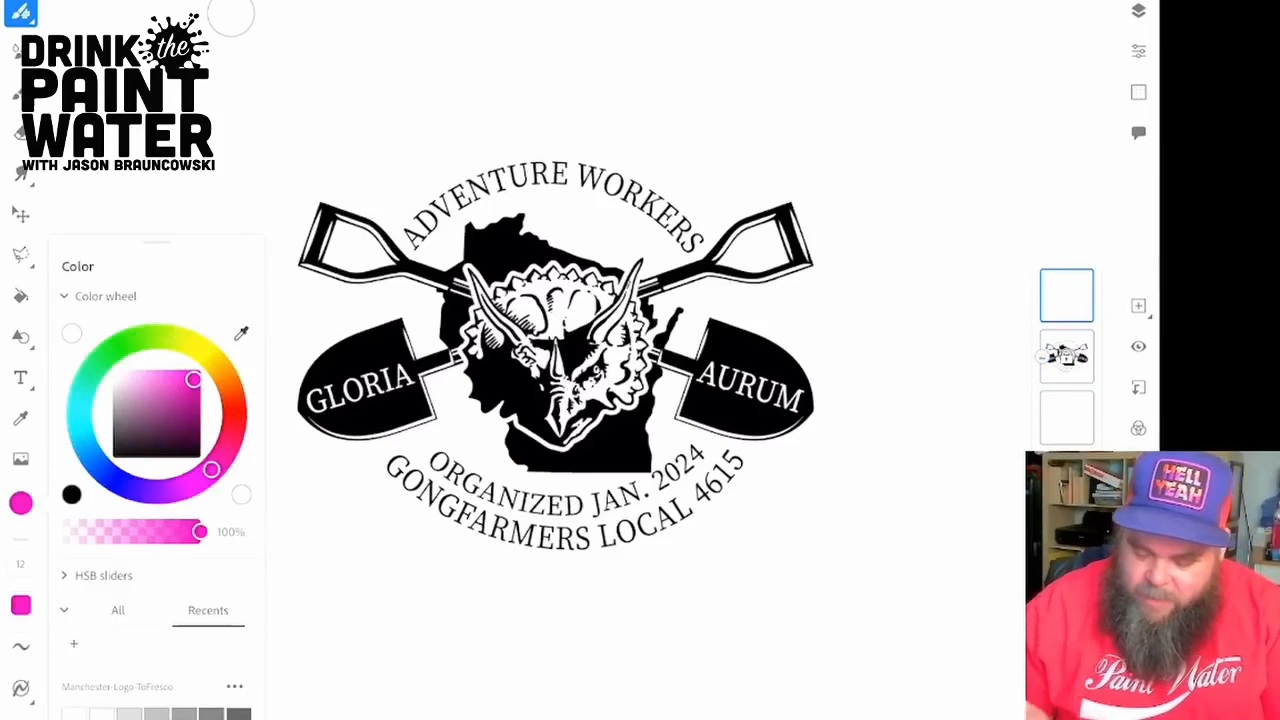 DRINK the
PAINT
WATER
WITH JASON BRAUNCOWSKI
Color
Color wheel
100%
HSB sliders
All
Recents
Manchester-Logo-ToFresco
12
ADVENTURE WORKERS
GLORIA
AURUM
ORGANIZED JAN. 2024
GONGFARMERS LOCAL 4615
HELL
YEAH
Paint Water